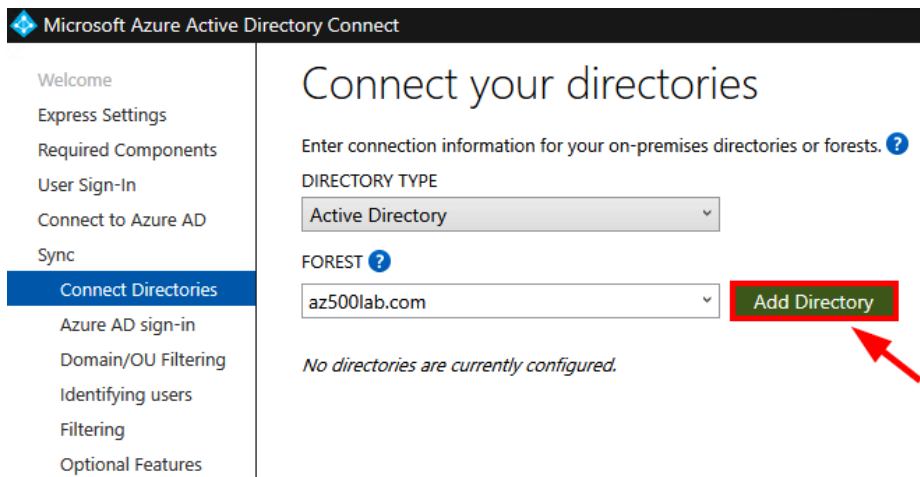 Microsoft Azure Active Directory Connect
Welcome
Express Settings
Required Components
User Sign-In
Connect to Azure AD
Sync
Connect Directories
Azure AD sign-in
Domain/OU Filtering
Identifying users
Filtering
Optional Features
Connect your directories
Enter connection information for your on-premises directories or forests. ?
DIRECTORY TYPE
Active Directory
FOREST ?
az500lab.com
Add Directory
No directories are currently configured.